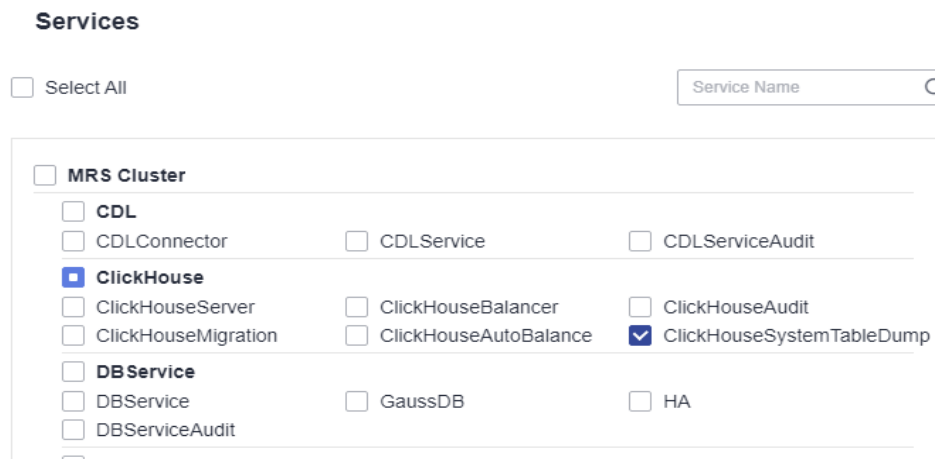 Services
Select All
Service Name
MRS Cluster
CDL
CDLConnector CDLService CDLServiceAudit
ClickHouse
ClickHouseServer ClickHouseBalancer ClickHouseAudit
ClickHouseMigration ClickHouseAutoBalance ClickHouseSystemTableDump
DBService
DBService GaussDB HA
DBServiceAudit